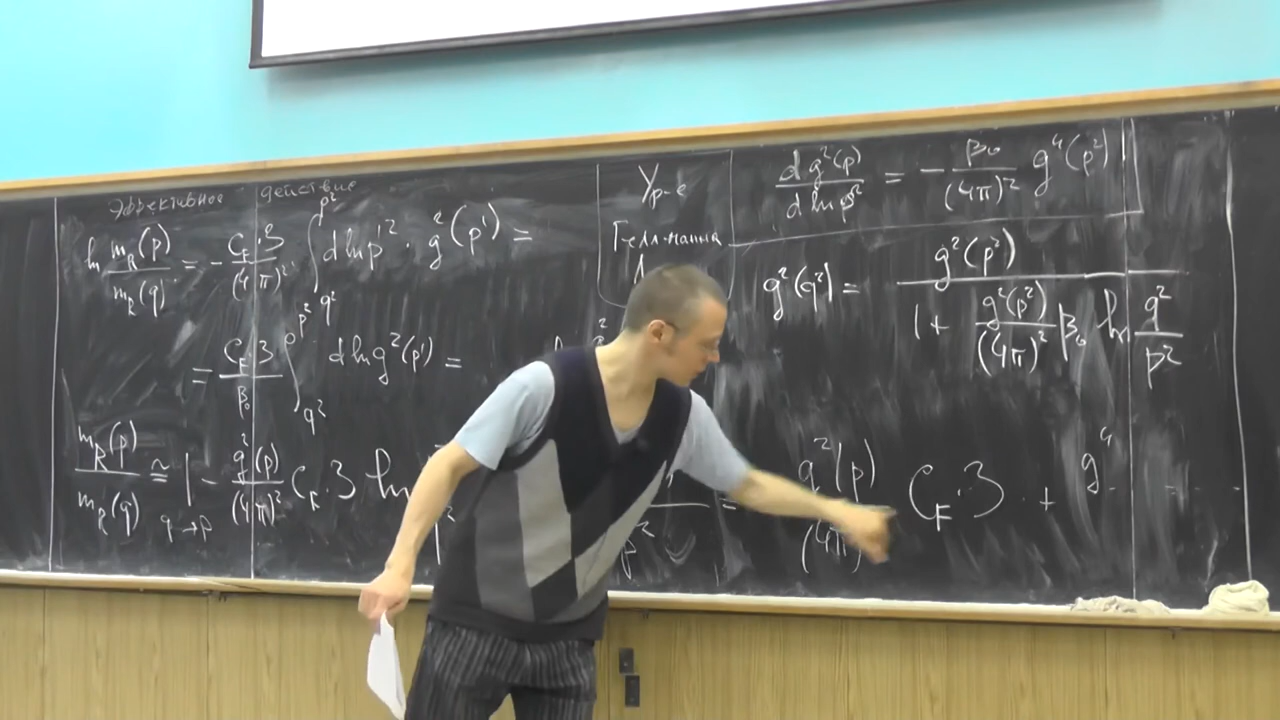 Эффективное действие
ln m_R(p)/m_R(q) = - C_F·3/(4π)² ∫_{q²}^{p²} d ln p'² · g²(p') =
= C_F·3/β₀ ∫_{q²}^{p²} d ln g²(p') =
m_R(p)/m_R(q) ≅ 1 - g²(p)/(4π)² C_F·3 ln
q→p
Ур-е
Гелл-манна
d g²(p)/d ln p² = - β₀/(4π)² g⁴(p²)
g²(q²) = g²(p²)/(1 + g²(p²)/(4π)² β₀ ln q²/p²)
p² = g²(p)/(4π) C_F·3 + g⁴ - -